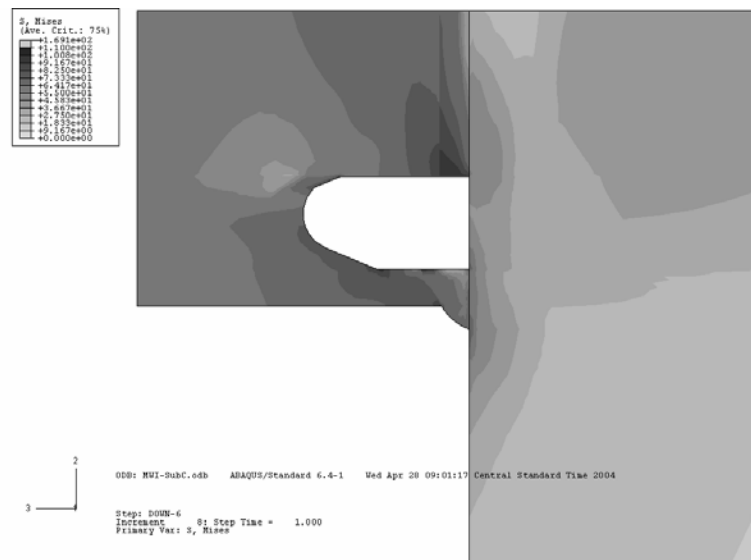 S, Mises
(Ave. Crit.: 75%)
+1.691e+02
+1.100e+02
+1.008e+02
+9.167e+01
+8.250e+01
+7.333e+01
+6.417e+01
+5.500e+01
+4.583e+01
+3.667e+01
+2.750e+01
+1.833e+01
+9.167e+00
+0.000e+00
2
3
ODB: MWI-SubC.odb ABAQUS/Standard 6.4-1 Wed Apr 28 09:01:17 Central Standard Time 2004
Step: DOWN-6
Increment 8: Step Time = 1.000
Primary Var: S, Mises